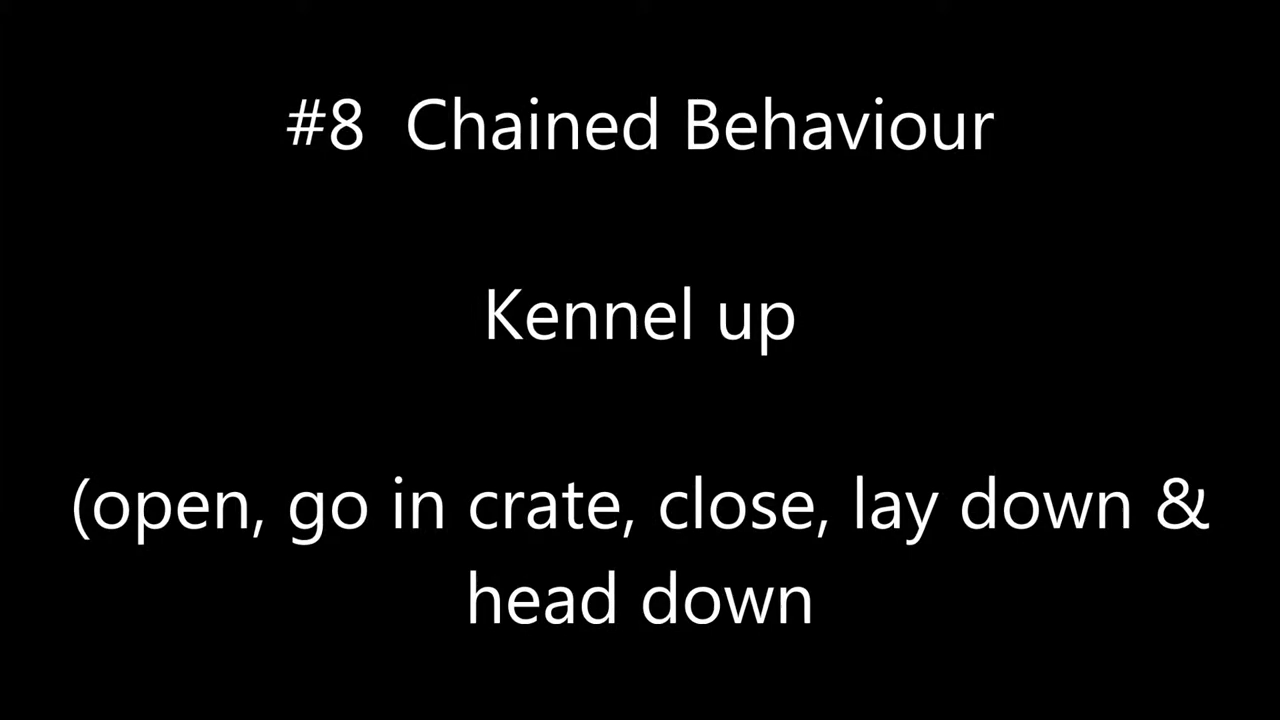 #8  Chained Behaviour
Kennel up
(open, go in crate, close, lay down &
head down